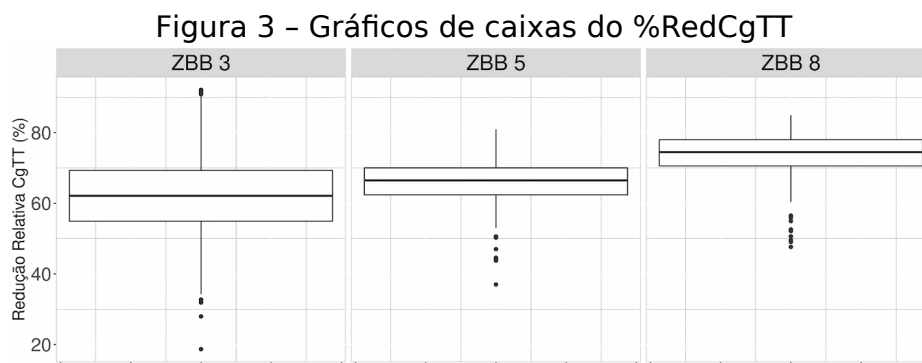 Figura 3 – Gráficos de caixas do %RedCgTT
ZBB 3
ZBB 5
ZBB 8
Redução Relativa CgTT (%)
80
60
40
20